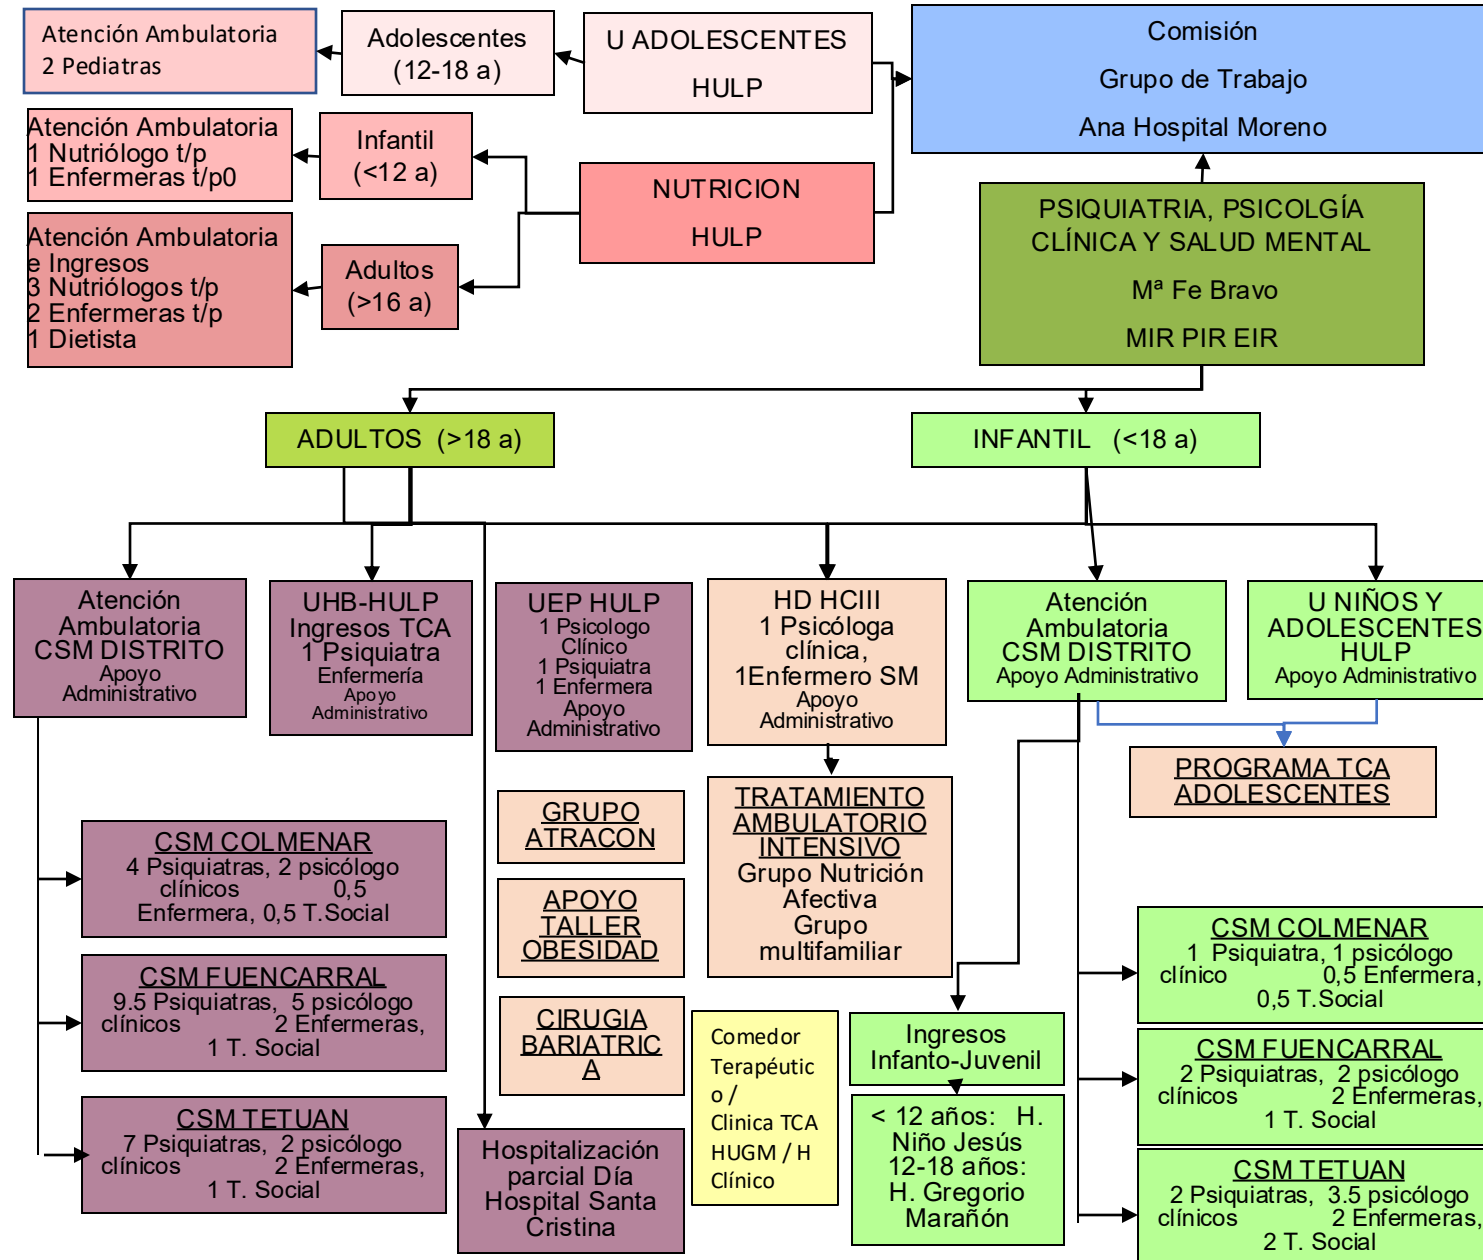 Atención Ambulatoria
2 Pediatras
Adolescentes
(12-18 a)
U ADOLESCENTES
HULP
Comisión
Grupo de Trabajo
Ana Hospital Moreno
Atención Ambulatoria
1 Nutriólogo t/p
1 Enfermeras t/p0
Infantil
(<12 a)
NUTRICION
HULP
Atención Ambulatoria
e Ingresos
3 Nutriólogos t/p
2 Enfermeras t/p
1 Dietista
Adultos
(>16 a)
PSIQUIATRIA, PSICOLGÍA
CLÍNICA Y SALUD MENTAL
Mª Fe Bravo
MIR PIR EIR
ADULTOS (>18 a)
INFANTIL (<18 a)
Atención
Ambulatoria
CSM DISTRITO
Apoyo
Administrativo
UHB-HULP
Ingresos TCA
1 Psiquiatra
Enfermería
Apoyo
Administrativo
UEP HULP
1 Psicologo
Clínico
1 Psiquiatra
1 Enfermera
Apoyo
Administrativo
HD HCIII
1 Psicóloga
clínica,
1Enfermero SM
Apoyo
Administrativo
Atención
Ambulatoria
CSM DISTRITO
Apoyo Administrativo
U NIÑOS Y
ADOLESCENTES
HULP
Apoyo Administrativo
PROGRAMA TCA
ADOLESCENTES
CSM COLMENAR
4 Psiquiatras, 2 psicólogo
clínicos 0,5
Enfermera, 0,5 T.Social
CSM FUENCARRAL
9.5 Psiquiatras, 5 psicólogo
clínicos 2 Enfermeras,
1 T. Social
CSM TETUAN
7 Psiquiatras, 2 psicólogo
clínicos 2 Enfermeras,
1 T. Social
GRUPO
ATRACON
APOYO
TALLER
OBESIDAD
CIRUGIA
BARIATRIC
A
Hospitalización
parcial Día
Hospital Santa
Cristina
TRATAMIENTO
AMBULATORIO
INTENSIVO
Grupo Nutrición
Afectiva
Grupo
multifamiliar
Comedor
Terapéutic
o /
Clinica TCA
HUGM / H
Clínico
Ingresos
Infanto-Juvenil
< 12 años: H.
Niño Jesús
12-18 años:
H. Gregorio
Marañón
CSM COLMENAR
1 Psiquiatra, 1 psicólogo
clínico 0,5 Enfermera,
0,5 T.Social
CSM FUENCARRAL
2 Psiquiatras, 2 psicólogo
clínicos 2 Enfermeras,
1 T. Social
CSM TETUAN
2 Psiquiatras, 3.5 psicólogo
clínicos 2 Enfermeras,
2 T. Social